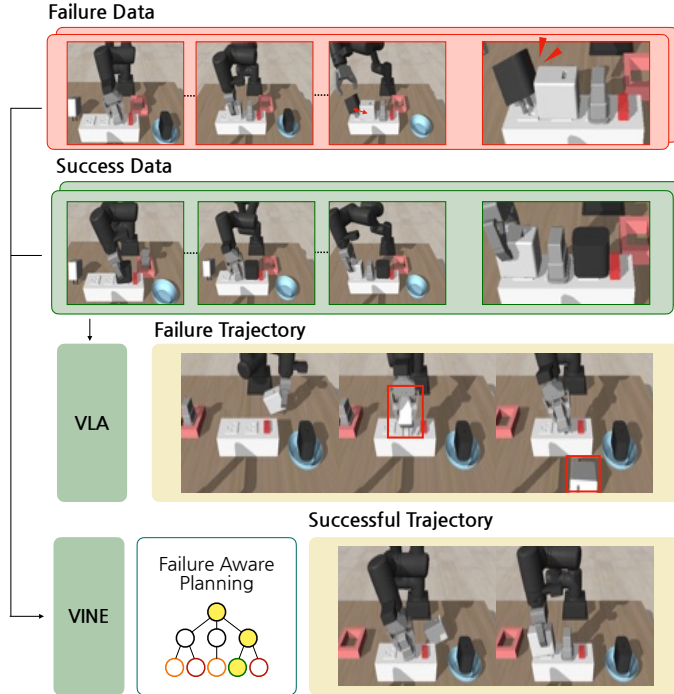 Failure Data
Success Data
Failure Trajectory
VLA
Successful Trajectory
VINE
Failure Aware
Planning